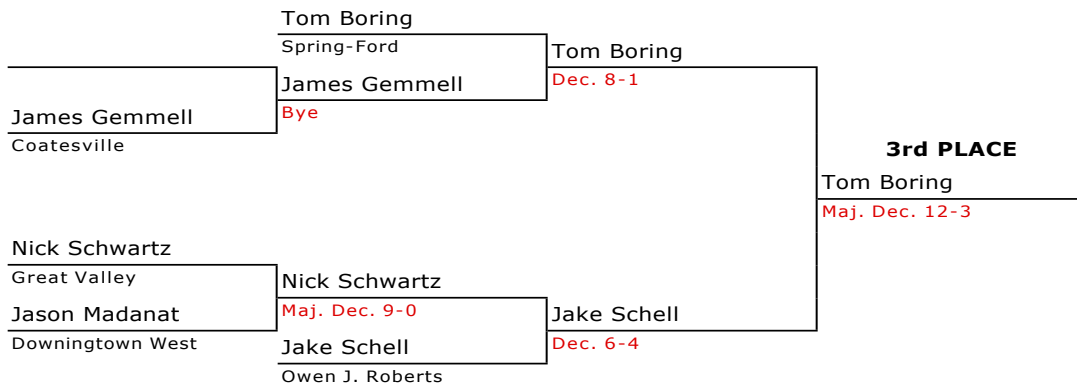 Tom Boring
Spring-Ford
Tom Boring
James Gemmell
Dec. 8-1
James Gemmell
Bye
Coatesville
3rd PLACE
Tom Boring
Maj. Dec. 12-3
Nick Schwartz
Great Valley
Nick Schwartz
Jason Madanat
Maj. Dec. 9-0
Jake Schell
Downingtown West
Jake Schell
Dec. 6-4
Owen J. Roberts